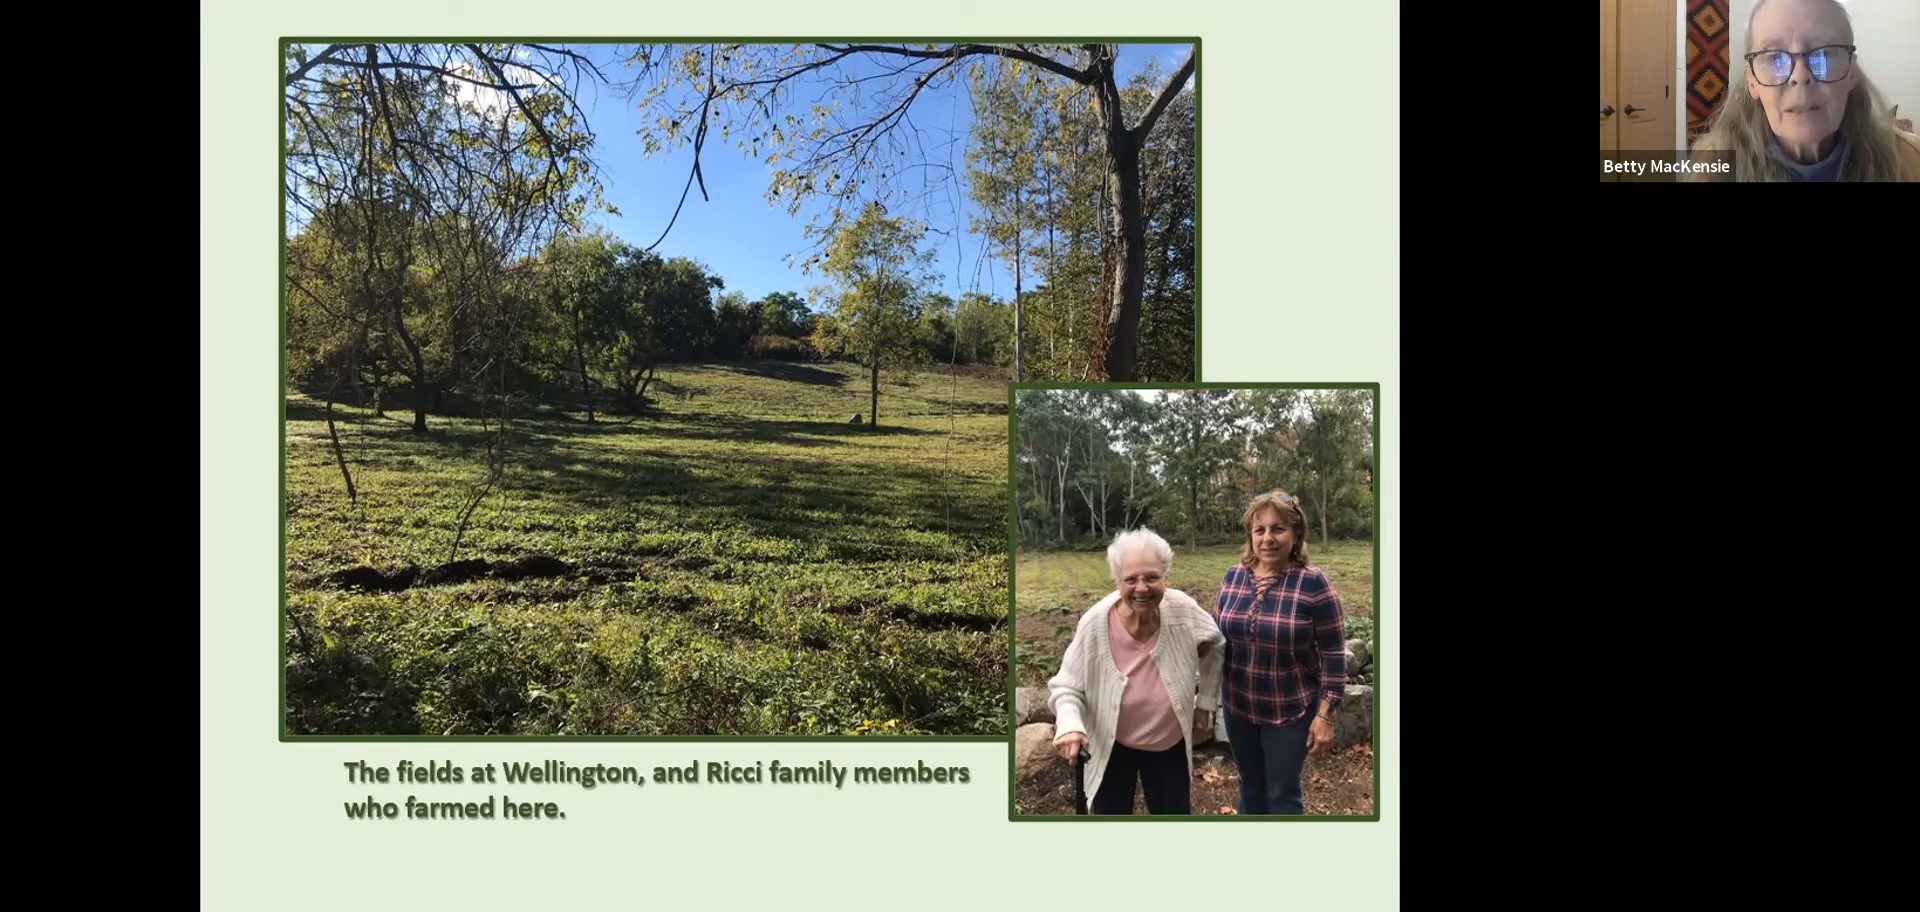 Betty MacKensie
The fields at Wellington, and Ricci family members
who farmed here.